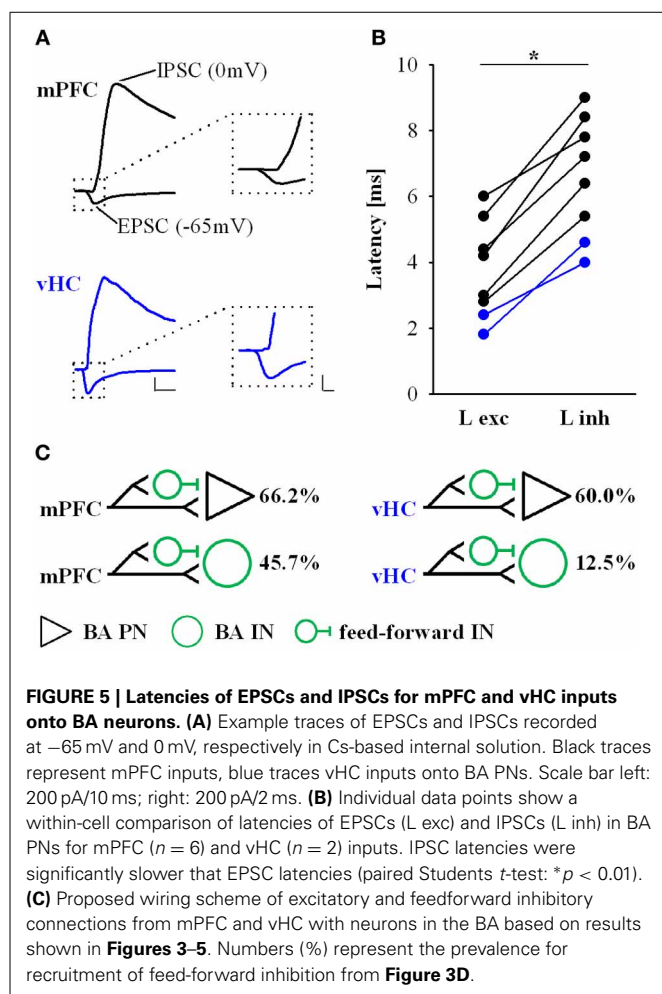 A
IPSC (0mV)
mPFC
EPSC (-65mV)
vHC
B
*
10
8
6
4
2
0
Latency [ms]
L exc
L inh
C
mPFC
66.2%
vHC
60.0%
mPFC
45.7%
vHC
12.5%
BA PN
BA IN
feed-forward IN
FIGURE 5 | Latencies of EPSCs and IPSCs for mPFC and vHC inputs
onto BA neurons. (A) Example traces of EPSCs and IPSCs recorded
at −65 mV and 0 mV, respectively in Cs-based internal solution. Black traces
represent mPFC inputs, blue traces vHC inputs onto BA PNs. Scale bar left:
200 pA/10 ms; right: 200 pA/2 ms. (B) Individual data points show a
within-cell comparison of latencies of EPSCs (L exc) and IPSCs (L inh) in BA
PNs for mPFC (n = 6) and vHC (n = 2) inputs. IPSC latencies were
significantly slower that EPSC latencies (paired Students t-test: *p < 0.01).
(C) Proposed wiring scheme of excitatory and feedforward inhibitory
connections from mPFC and vHC with neurons in the BA based on results
shown in Figures 3–5. Numbers (%) represent the prevalence for
recruitment of feed-forward inhibition from Figure 3D.